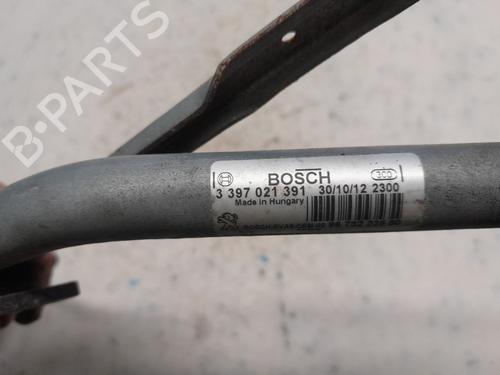 B-PARTS
BOSCH
3 397 021 391 30/10/12 2300
Made in Hungary